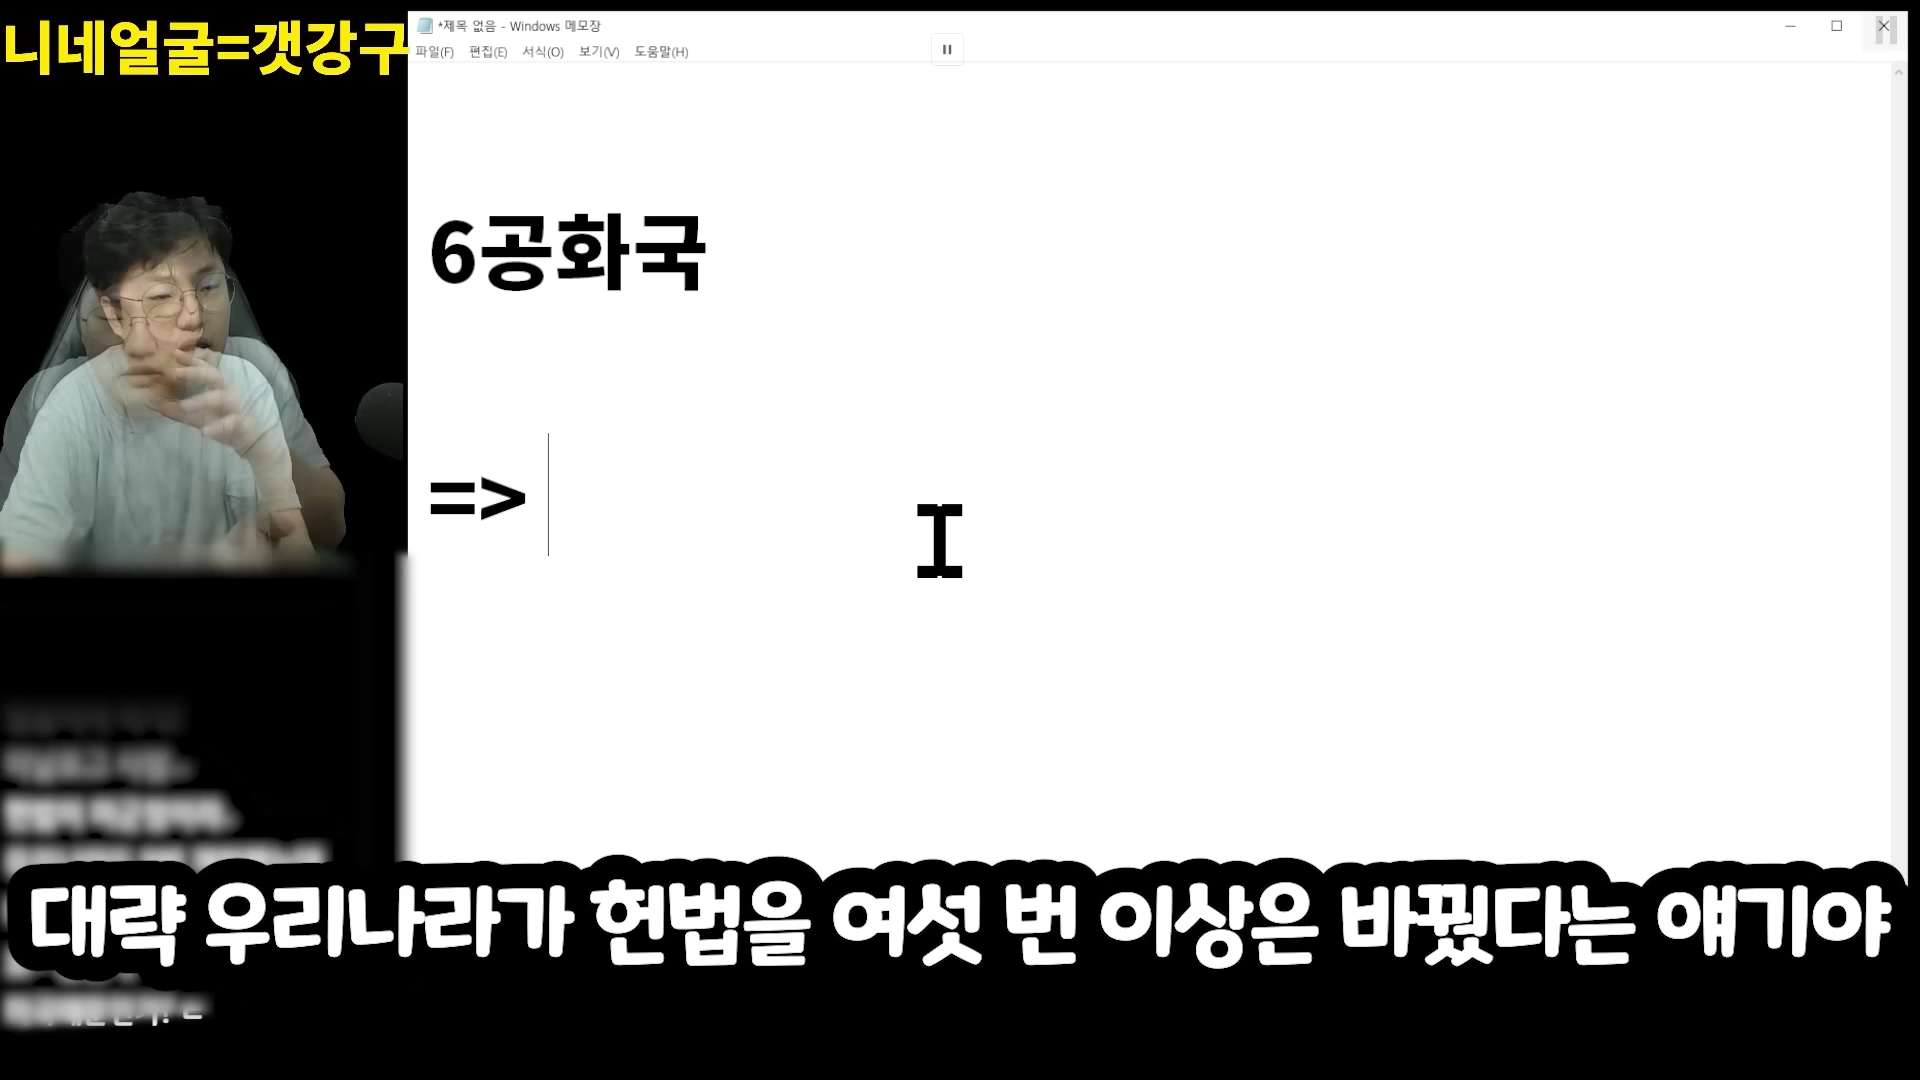 니네얼굴=갯강구
*제목 없음 - Windows 메모장
파일(F) 편집(E) 서식(O) 보기(V) 도움말(H)
6공화국
=>
대략 우리나라가 헌법을 여섯 번 이상은 바꿨다는 얘기야